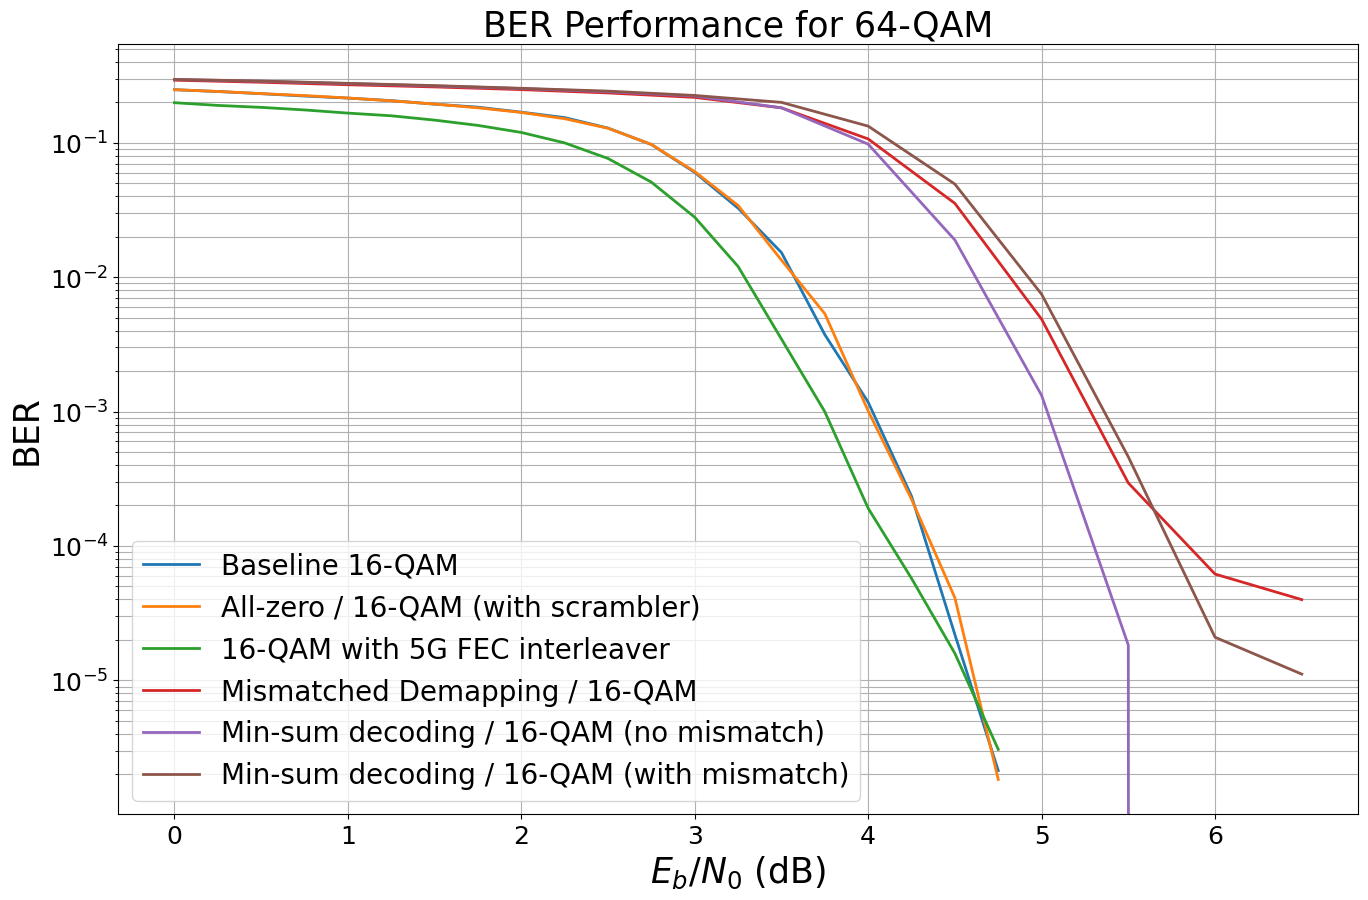 BER Performance for 64-QAM
BER
10⁻¹
10⁻²
10⁻³
10⁻⁴
10⁻⁵
Baseline 16-QAM
All-zero / 16-QAM (with scrambler)
16-QAM with 5G FEC interleaver
Mismatched Demapping / 16-QAM
Min-sum decoding / 16-QAM (no mismatch)
Min-sum decoding / 16-QAM (with mismatch)
0 1 2 3 4 5 6
E_b/N_0 (dB)